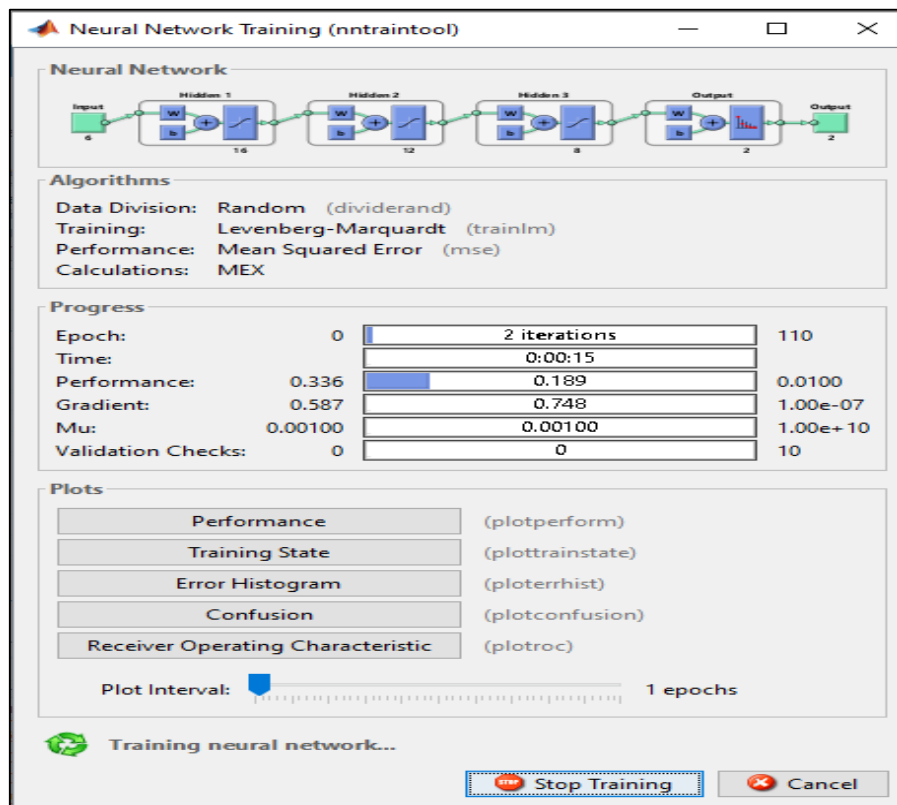 Neural Network Training (nntraintool)
Neural Network
Hidden 1 Hidden 2 Hidden 3 Output
Input Output
W W W W
b b b b
6 16 12 8 2 2
Algorithms
Data Division: Random (dividerand)
Training: Levenberg-Marquardt (trainlm)
Performance: Mean Squared Error (mse)
Calculations: MEX
Progress
Epoch: 0 2 iterations 110
Time: 0:00:15
Performance: 0.336 0.189 0.0100
Gradient: 0.587 0.748 1.00e-07
Mu: 0.00100 0.00100 1.00e+10
Validation Checks: 0 0 10
Plots
Performance (plotperform)
Training State (plottrainstate)
Error Histogram (ploterrhist)
Confusion (plotconfusion)
Receiver Operating Characteristic (plotroc)
Plot Interval: 1 epochs
Training neural network...
STOP Stop Training Cancel